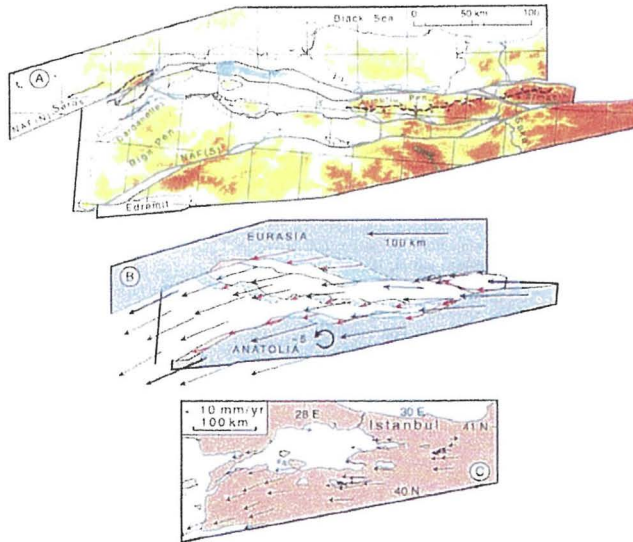 Black Sea
0 50 km 100
A
NAF(N) Saros
Biga Pen
NAF(S)
Edremit
EURASIA
100 km
B
ANATOLIA
10 mm/yr
100 km
28 E
30 E
41 N
Istanbul
C
40 N